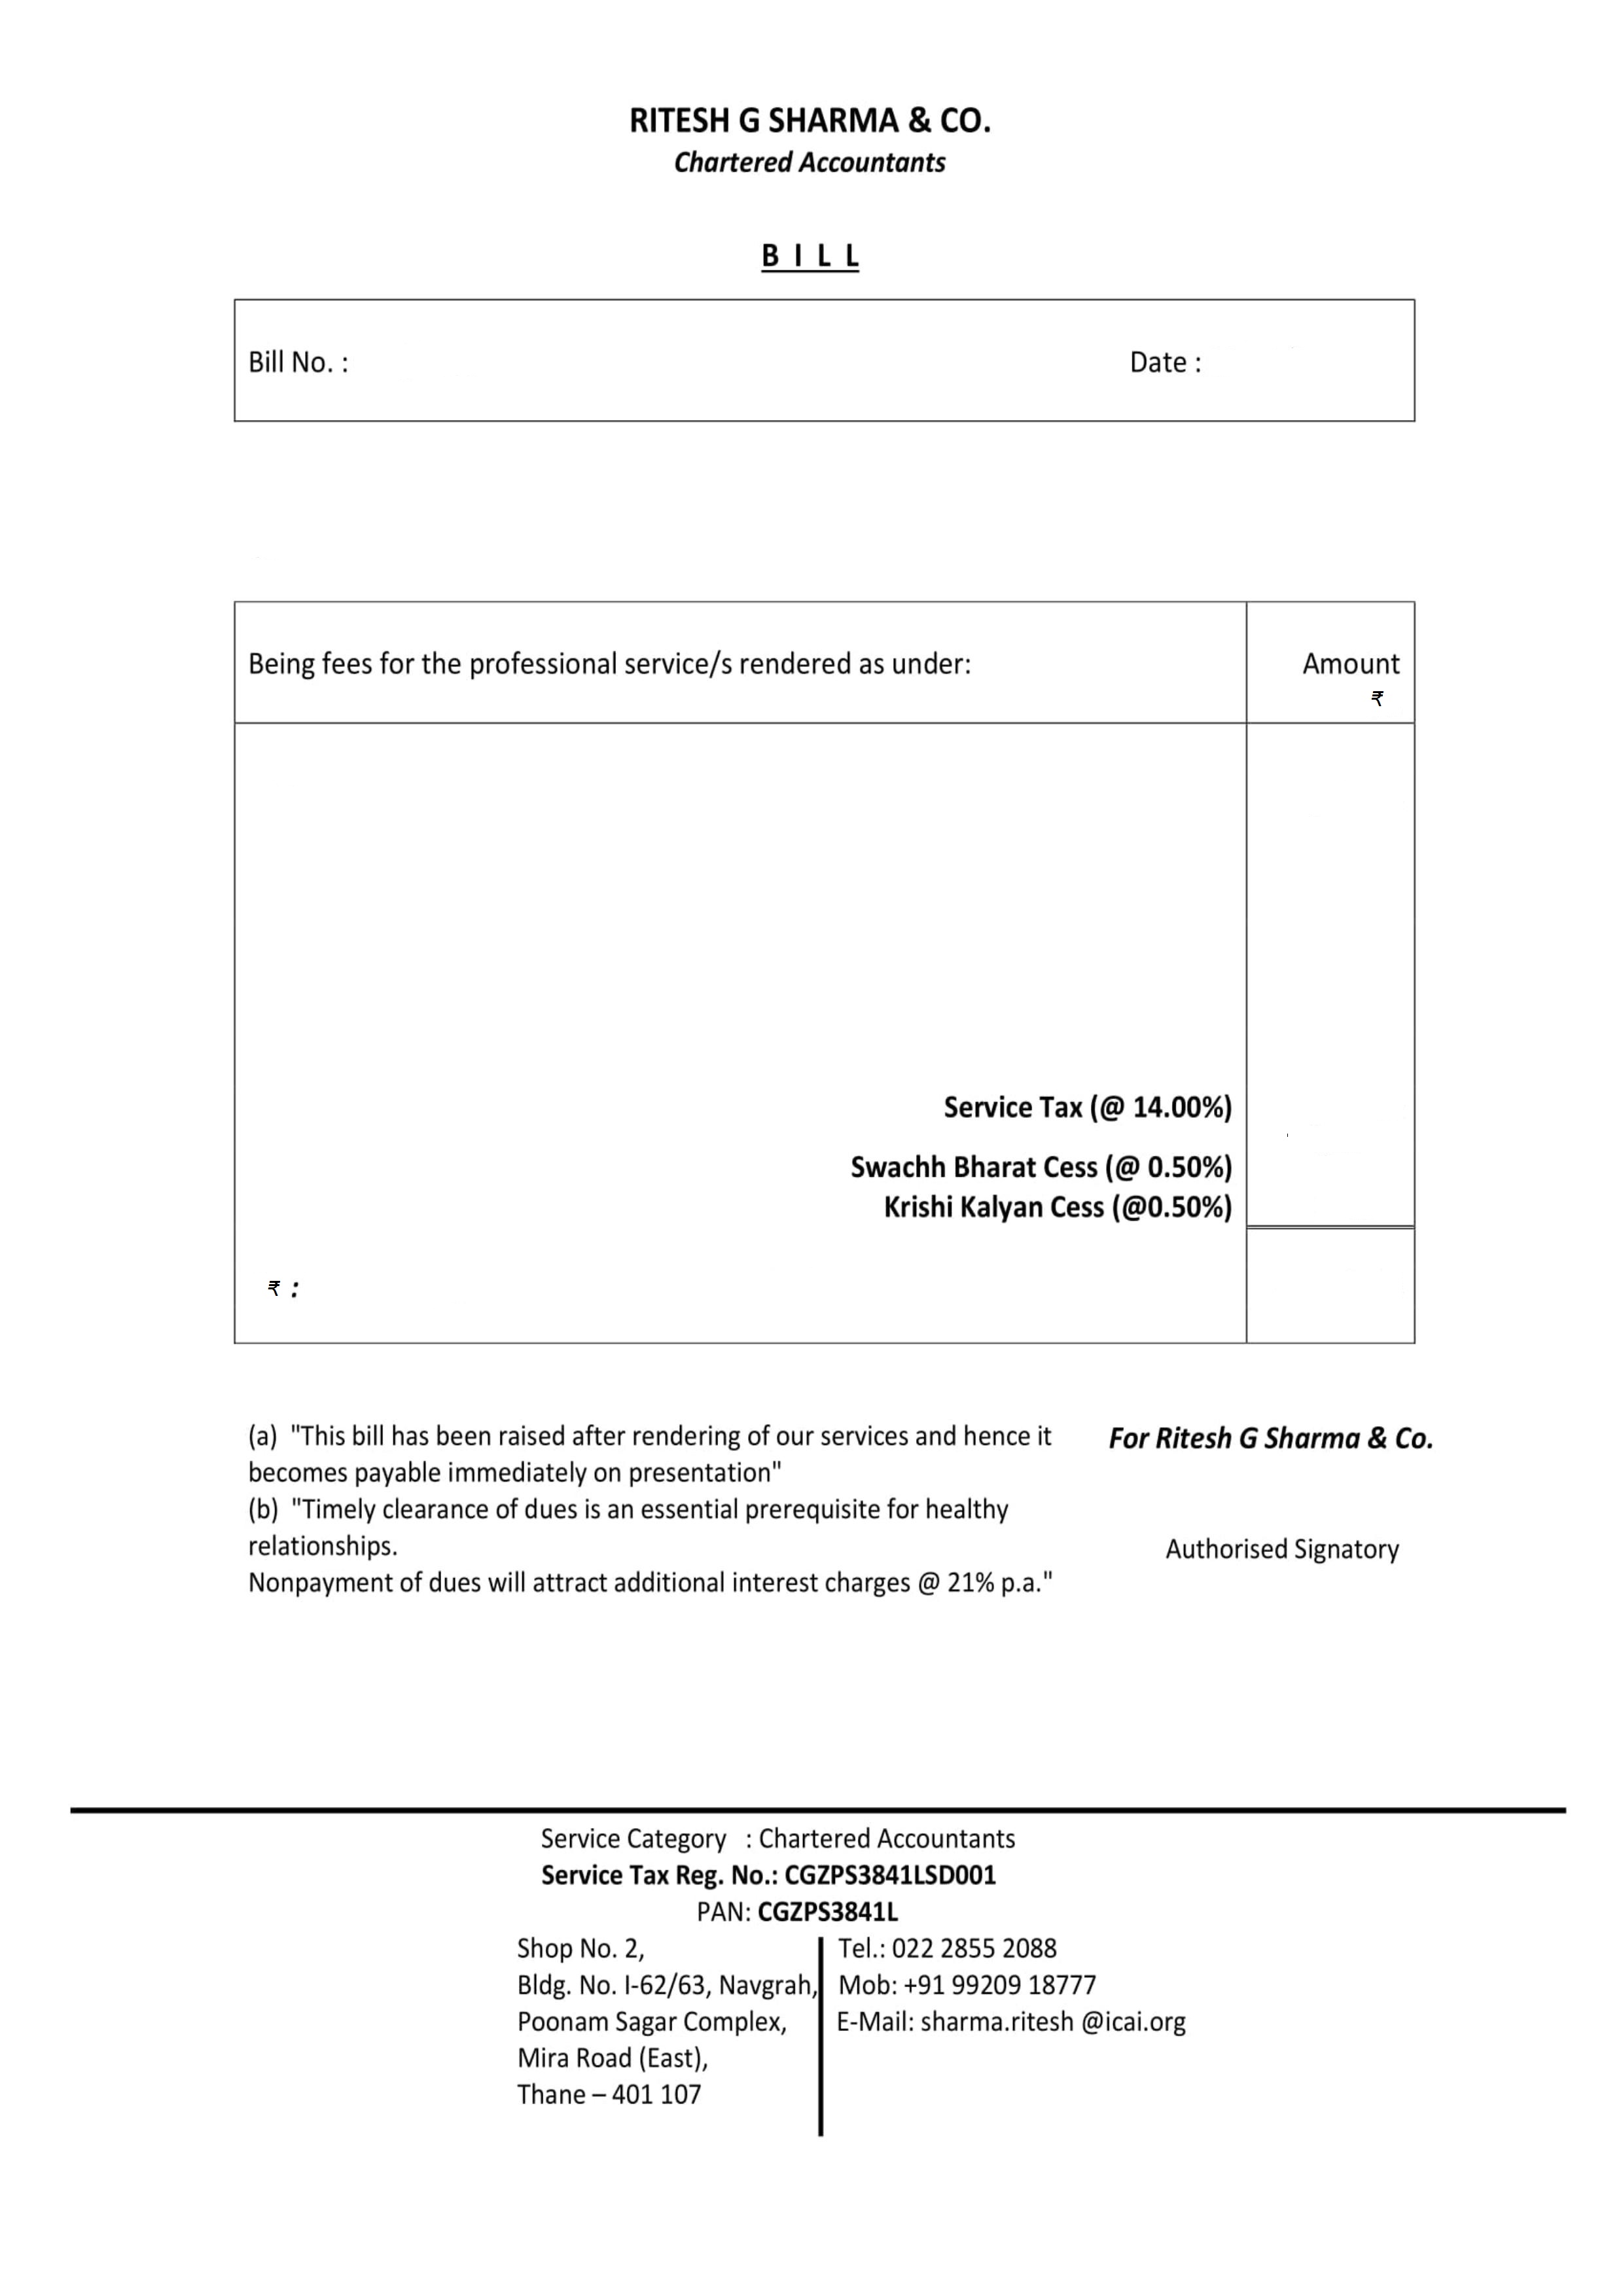 RITESH G SHARMA & CO.
Chartered Accountants
B I L L
Bill No. :
Date :
Being fees for the professional service/s rendered as under:
Amount
₹
Service Tax (@ 14.00%)
Swachh Bharat Cess (@ 0.50%)
Krishi Kalyan Cess (@0.50%)
₹ :
(a) "This bill has been raised after rendering of our services and hence it
becomes payable immediately on presentation"
(b) "Timely clearance of dues is an essential prerequisite for healthy
relationships.
Nonpayment of dues will attract additional interest charges @ 21% p.a."
For Ritesh G Sharma & Co.
Authorised Signatory
Service Category : Chartered Accountants
Service Tax Reg. No.: CGZPS3841LSD001
PAN: CGZPS3841L
Shop No. 2,
Bldg. No. I-62/63, Navgrah,
Poonam Sagar Complex,
Mira Road (East),
Thane – 401 107
Tel.: 022 2855 2088
Mob: +91 99209 18777
E-Mail: sharma.ritesh @icai.org